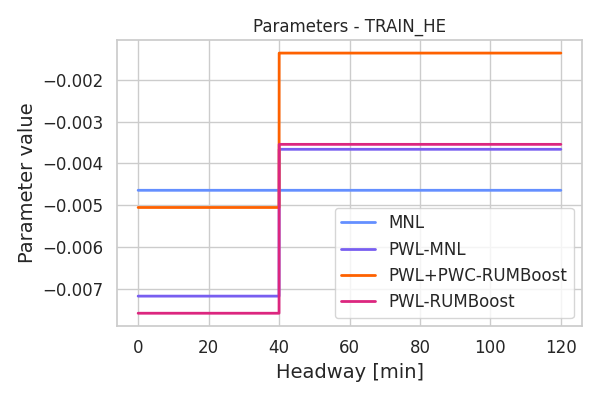 Parameters - TRAIN_HE
Parameter value
−0.002
−0.003
−0.004
−0.005
−0.006
−0.007
MNL
PWL-MNL
PWL+PWC-RUMBoost
PWL-RUMBoost
0 20 40 60 80 100 120
Headway [min]